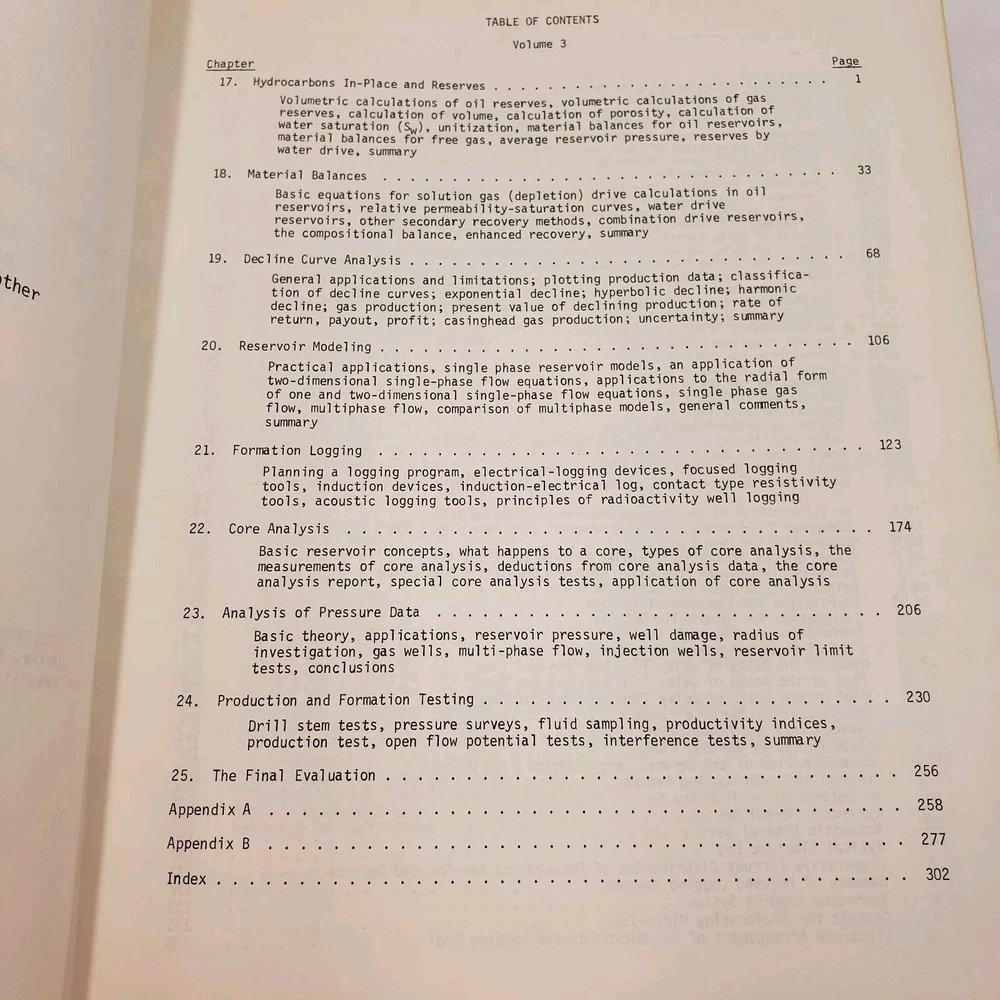 TABLE OF CONTENTS
Volume 3
Chapter Page
17. Hydrocarbons In-Place and Reserves . . . . . . . . . . . . . . . . . . . . . . . . . . . 1
Volumetric calculations of oil reserves, volumetric calculations of gas
reserves, calculation of volume, calculation of porosity, calculation of
water saturation (Sw), unitization, material balances for oil reservoirs,
material balances for free gas, average reservoir pressure, reserves by
water drive, summary
18. Material Balances . . . . . . . . . . . . . . . . . . . . . . . . . . . . . . . . . . . 33
Basic equations for solution gas (depletion) drive calculations in oil
reservoirs, relative permeability-saturation curves, water drive
reservoirs, other secondary recovery methods, combination drive reservoirs,
the compositional balance, enhanced recovery, summary
19. Decline Curve Analysis . . . . . . . . . . . . . . . . . . . . . . . . . . . . . . . . . 68
General applications and limitations; plotting production data; classifica-
tion of decline curves; exponential decline; hyperbolic decline; harmonic
decline; gas production; present value of declining production; rate of
return, payout, profit; casinghead gas production; uncertainty; summary
20. Reservoir Modeling . . . . . . . . . . . . . . . . . . . . . . . . . . . . . . . . . . . 106
Practical applications, single phase reservoir models, an application of
two-dimensional single-phase flow equations, applications to the radial form
of one and two-dimensional single-phase flow equations, single phase gas
flow, multiphase flow, comparison of multiphase models, general comments,
summary
21. Formation Logging . . . . . . . . . . . . . . . . . . . . . . . . . . . . . . . . . . . 123
Planning a logging program, electrical-logging devices, focused logging
tools, induction devices, induction-electrical log, contact type resistivity
tools, acoustic logging tools, principles of radioactivity well logging
22. Core Analysis . . . . . . . . . . . . . . . . . . . . . . . . . . . . . . . . . . . . . 174
Basic reservoir concepts, what happens to a core, types of core analysis, the
measurements of core analysis, deductions from core analysis data, the core
analysis report, special core analysis tests, application of core analysis
23. Analysis of Pressure Data . . . . . . . . . . . . . . . . . . . . . . . . . . . . . . . 206
Basic theory, applications, reservoir pressure, well damage, radius of
investigation, gas wells, multi-phase flow, injection wells, reservoir limit
tests, conclusions
24. Production and Formation Testing . . . . . . . . . . . . . . . . . . . . . . . . . . . . 230
Drill stem tests, pressure surveys, fluid sampling, productivity indices,
production test, open flow potential tests, interference tests, summary
25. The Final Evaluation . . . . . . . . . . . . . . . . . . . . . . . . . . . . . . . . . . 256
Appendix A . . . . . . . . . . . . . . . . . . . . . . . . . . . . . . . . . . . . . . . . 258
Appendix B . . . . . . . . . . . . . . . . . . . . . . . . . . . . . . . . . . . . . . . . 277
Index . . . . . . . . . . . . . . . . . . . . . . . . . . . . . . . . . . . . . . . . . . . 302